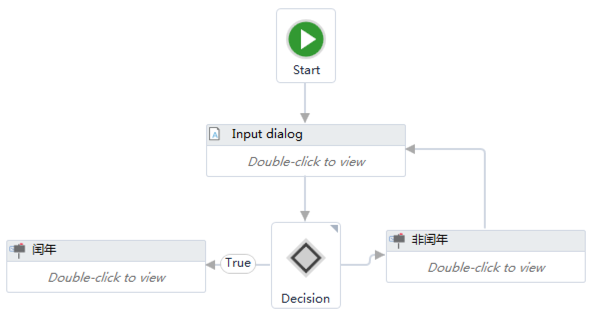 Start
Input dialog
Double-click to view
非闰年
闰年
True
Double-click to view
Double-click to view
Decision